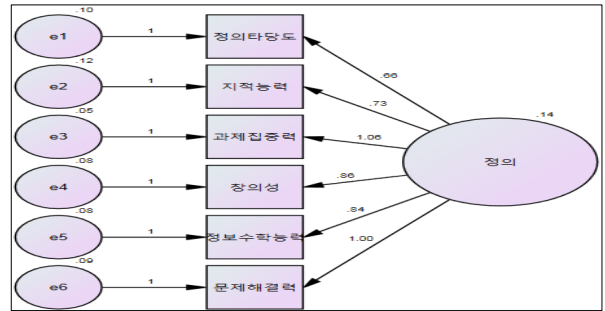 .10
e1
1
정의타당도
.66
.12
e2
1
지적능력
.73
.05
e3
1
과제집중력
1.06
.14
정의
.08
e4
1
창의성
.86
.08
e5
1
정보수학능력
.84
.09
e6
1
문제해결력
1.00